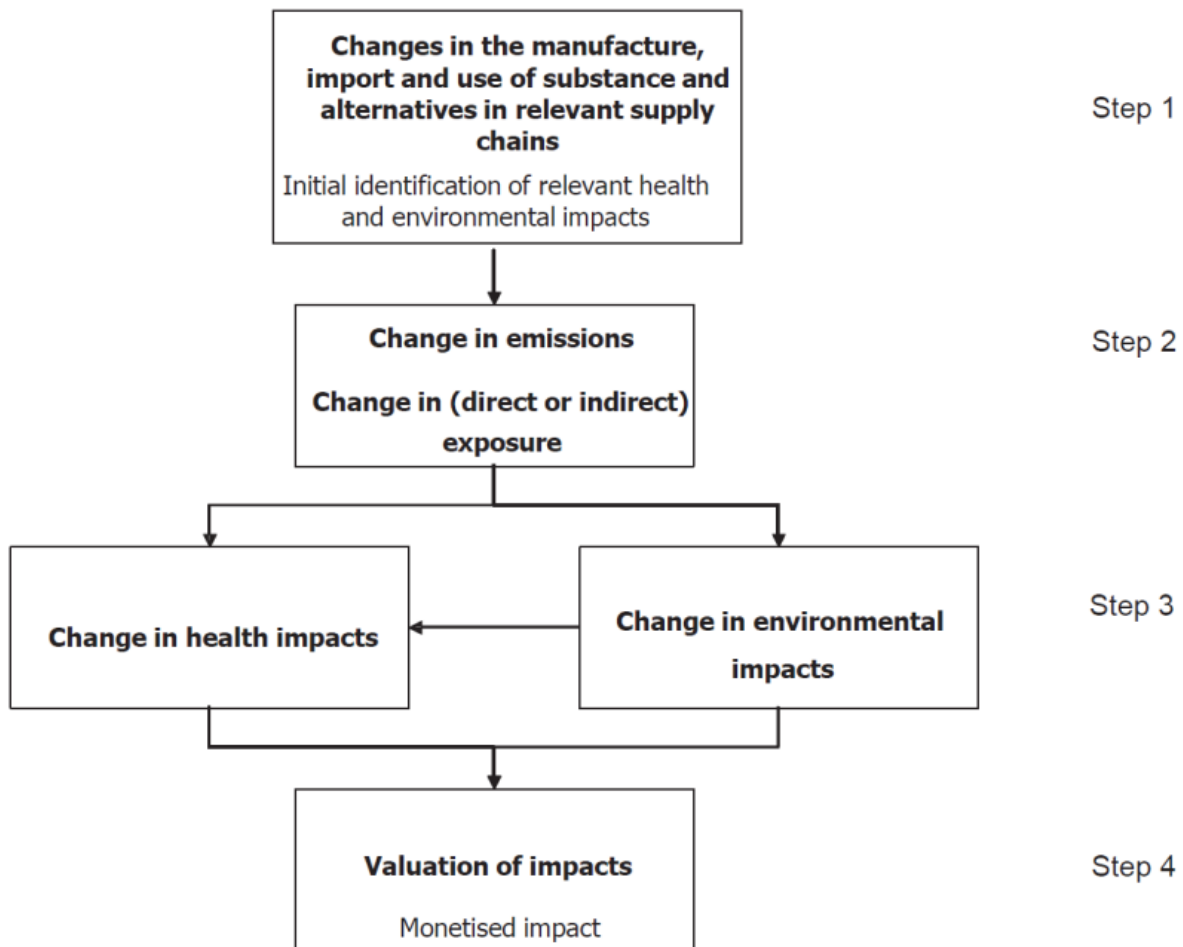 Changes in the manufacture,
import and use of substance and
alternatives in relevant supply
chains
Initial identification of relevant health
and environmental impacts
Step 1
Change in emissions
Change in (direct or indirect)
exposure
Step 2
Change in health impacts
Change in environmental
impacts
Step 3
Valuation of impacts
Monetised impact
Step 4